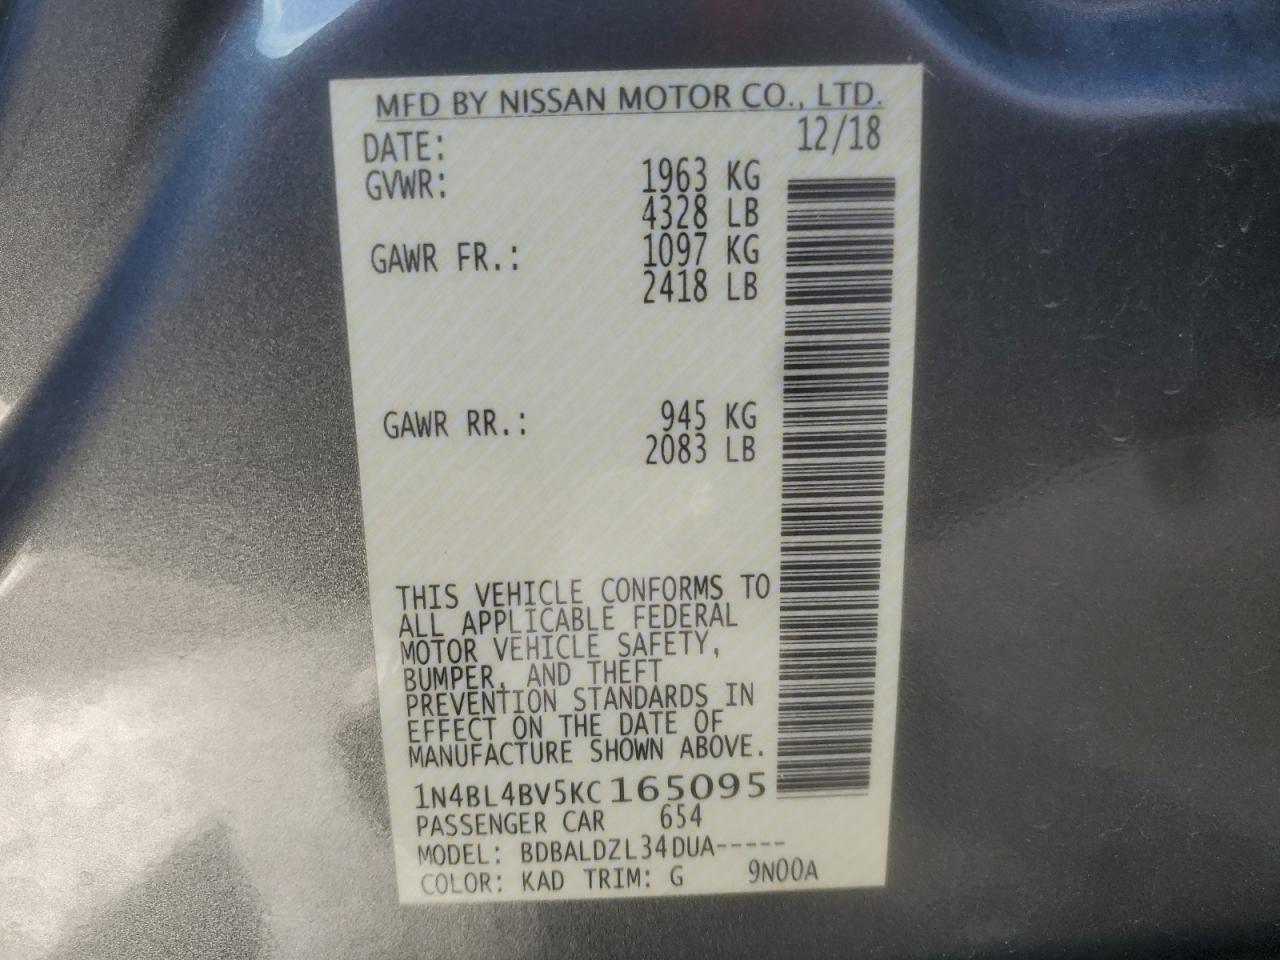 MFD BY NISSAN MOTOR CO., LTD.
DATE: 12/18
GVWR: 1963 KG
4328 LB
GAWR FR.: 1097 KG
2418 LB
GAWR RR.: 945 KG
2083 LB
THIS VEHICLE CONFORMS TO
ALL APPLICABLE FEDERAL
MOTOR VEHICLE SAFETY,
BUMPER, AND THEFT
PREVENTION STANDARDS IN
EFFECT ON THE DATE OF
MANUFACTURE SHOWN ABOVE.
1N4BL4BV5KC165095
PASSENGER CAR 654
MODEL: BDBALDZL34DUA-----
COLOR: KAD TRIM: G 9N00A